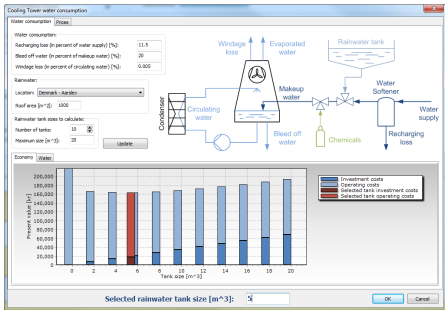 Cooling Tower water consumption
Water consumption Prices
Water consumption:
Recharging loss (in percent of water supply) [%]: 11.5
Bleed off water (in percent of makeup water) [%]: 20
Windage loss (in percent of circulating water) [%]: 0.005
Rainwater:
Location: Denmark - Aarslev
Roof area [m^2]: 1000
Rainwater tank sizes to calculate:
Number of tanks: 10
Maximum size [m^3]: 20
Update
Windage loss
Evaporated water
Rainwater tank
Makeup water
Water Softener
Condenser
Circulating water
Water supply
Bleed off water
Chemicals
Recharging loss
Economy Water
Present value [kr]
200,000
180,000
160,000
140,000
120,000
100,000
80,000
60,000
40,000
20,000
0
0 2 4 5 6 8 10 12 14 16 18 20
Tank size [m^3]
Investment costs
Operating costs
Selected tank investment costs
Selected tank operating costs
Selected rainwater tank size [m^3]: 5
OK Cancel